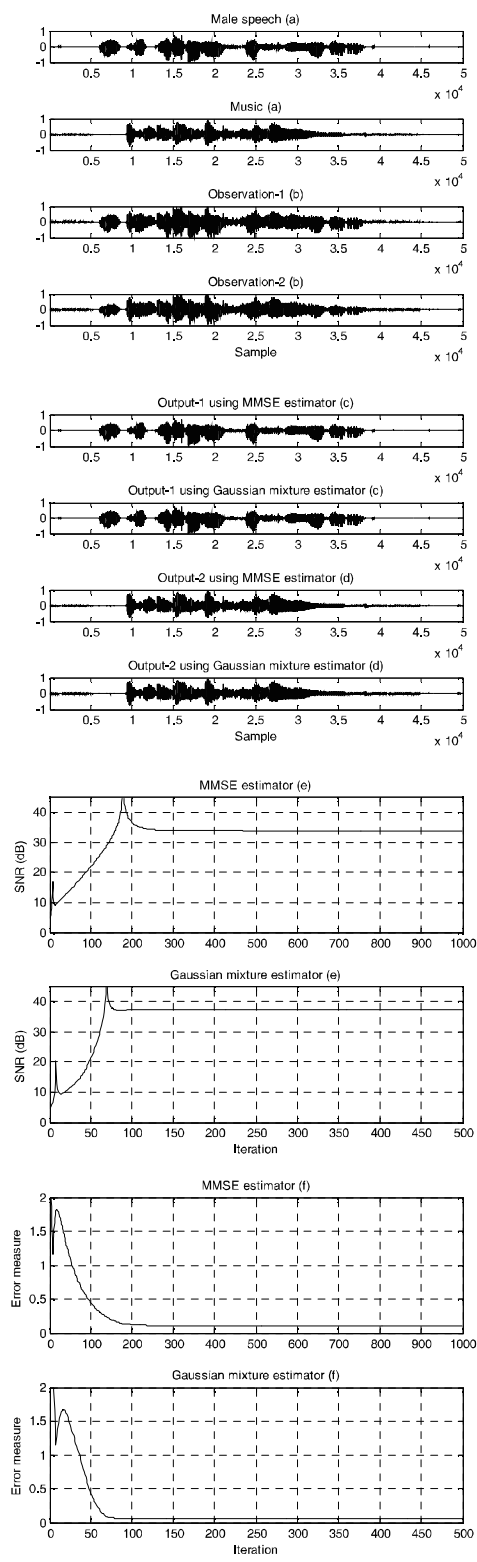 Male speech (a)
1
0
-1
0.5 1 1.5 2 2.5 3 3.5 4 4.5 5
x 10^4
Music (a)
1
0
-1
0.5 1 1.5 2 2.5 3 3.5 4 4.5 5
x 10^4
Observation-1 (b)
1
0
-1
0.5 1 1.5 2 2.5 3 3.5 4 4.5 5
x 10^4
Observation-2 (b)
1
0
-1
0.5 1 1.5 2 2.5 3 3.5 4 4.5 5
Sample
x 10^4
Output-1 using MMSE estimator (c)
1
0
-1
0.5 1 1.5 2 2.5 3 3.5 4 4.5 5
x 10^4
Output-1 using Gaussian mixture estimator (c)
1
0
-1
0.5 1 1.5 2 2.5 3 3.5 4 4.5 5
x 10^4
Output-2 using MMSE estimator (d)
1
0
-1
0.5 1 1.5 2 2.5 3 3.5 4 4.5 5
x 10^4
Output-2 using Gaussian mixture estimator (d)
1
0
-1
0.5 1 1.5 2 2.5 3 3.5 4 4.5 5
Sample
x 10^4
MMSE estimator (e)
SNR (dB)
40
30
20
10
0
0 100 200 300 400 500 600 700 800 900 1000
Gaussian mixture estimator (e)
SNR (dB)
40
30
20
10
0
0 50 100 150 200 250 300 350 400 450 500
Iteration
MMSE estimator (f)
Error measure
2
1.5
1
0.5
0
0 100 200 300 400 500 600 700 800 900 1000
Gaussian mixture estimator (f)
Error measure
2
1.5
1
0.5
0
0 50 100 150 200 250 300 350 400 450 500
Iteration